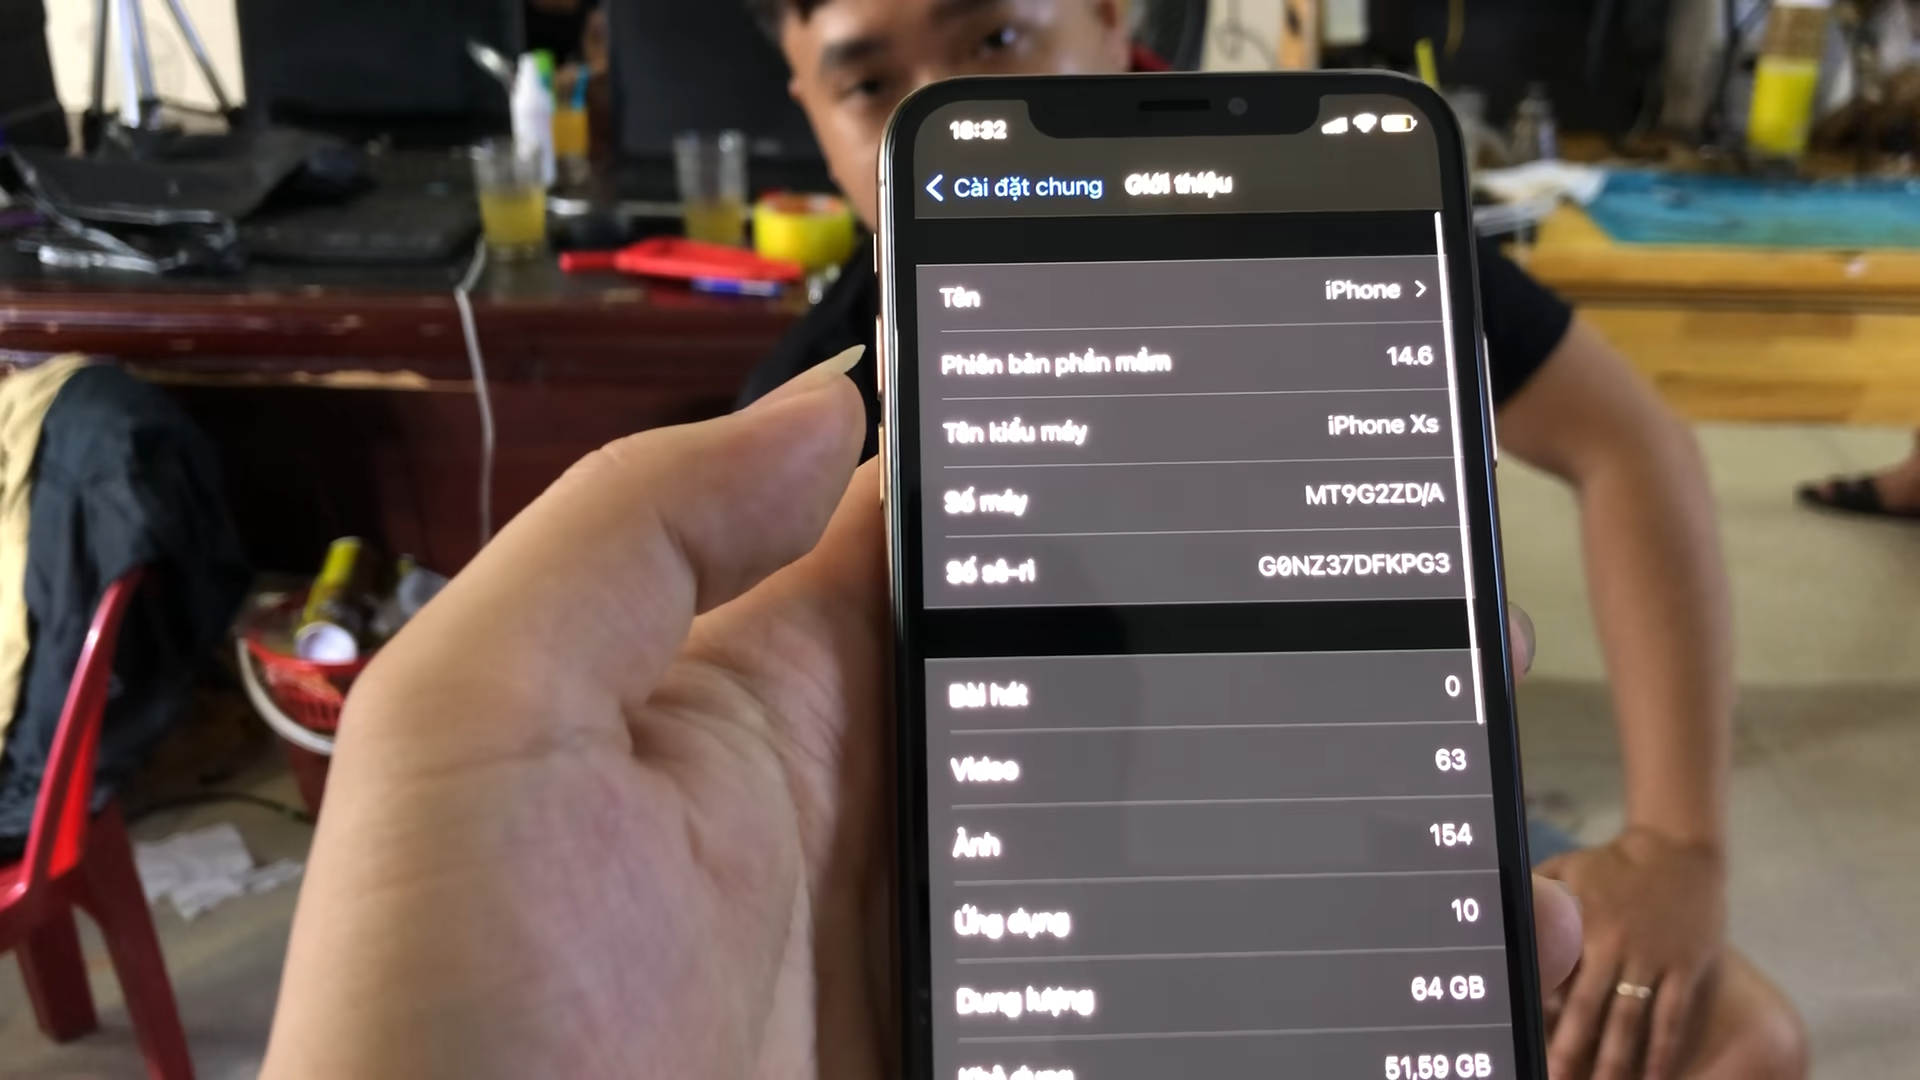 18:32
Cài đặt chung Giới thiệu
Tên iPhone
Phiên bản phần mềm 14.6
Tên kiểu máy iPhone Xs
Số máy MT9G2ZD/A
Số sê-ri G0NZ37DFKPG3
Bài hát 0
Video 63
Ảnh 154
Ứng dụng 10
Dung lượng 64 GB
Khả dụng 51,59 GB